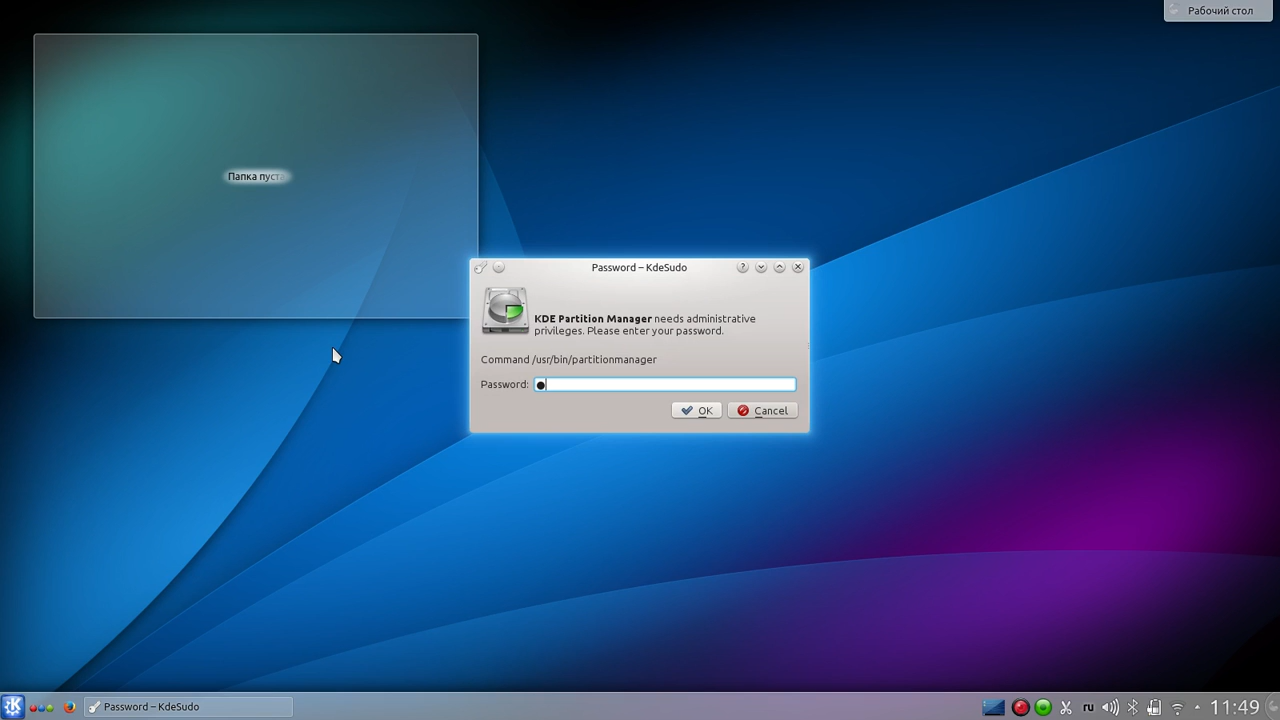 Рабочий стол
Папка пуст
Password – KdeSudo
KDE Partition Manager needs administrative
privileges. Please enter your password.
Command /usr/bin/partitionmanager
Password:
OK
Cancel
Password – KdeSudo
ru
11:49